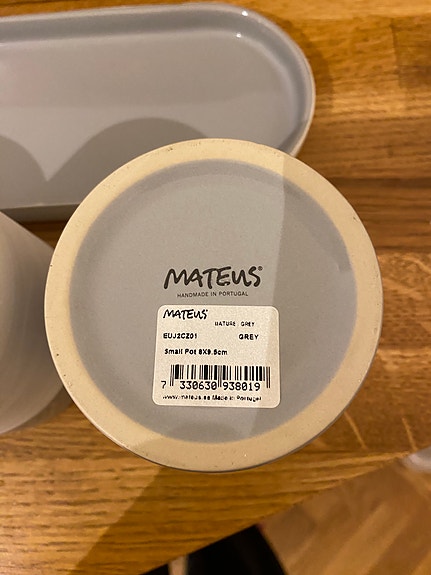 MATEUS®
HANDMADE IN PORTUGAL
MATEUS®
NATURE GREY
EUJ2CZ01 GREY
Small Pot 8X9.5cm
7 330630 938019
www.mateus.se Made in Portugal